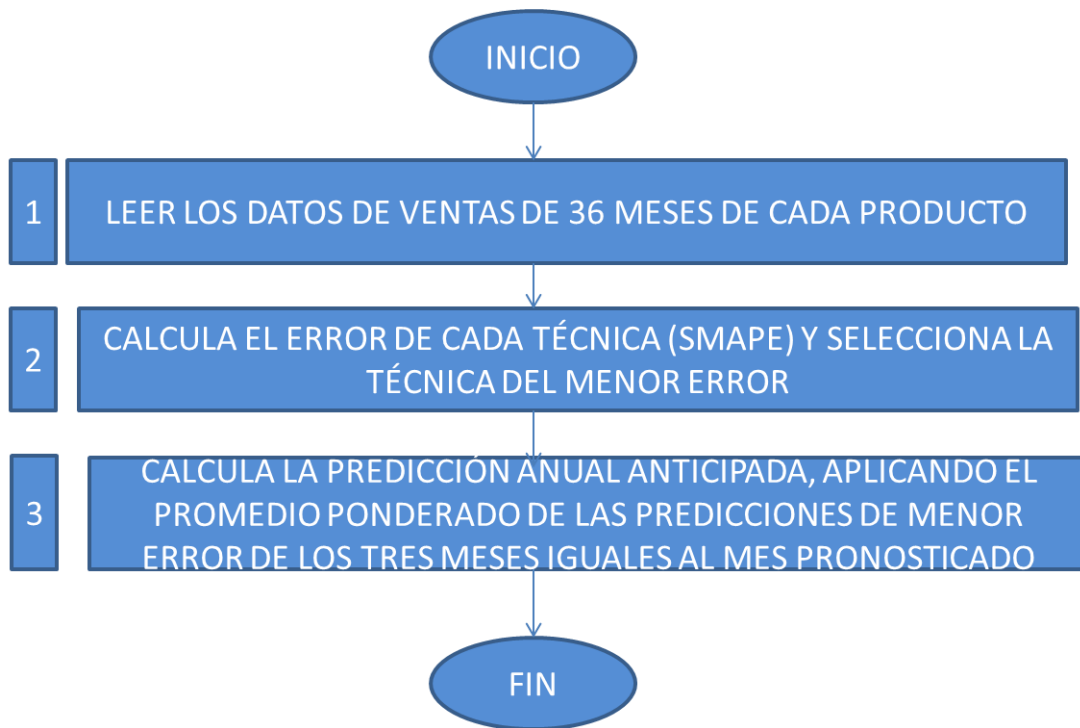 INICIO
1
LEER LOS DATOS DE VENTAS DE 36 MESES DE CADA PRODUCTO
2
CALCULA EL ERROR DE CADA TÉCNICA (SMAPE) Y SELECCIONA LA
TÉCNICA DEL MENOR ERROR
3
CALCULA LA PREDICCIÓN ANUAL ANTICIPADA, APLICANDO EL
PROMEDIO PONDERADO DE LAS PREDICCIONES DE MENOR
ERROR DE LOS TRES MESES IGUALES AL MES PRONOSTICADO
FIN